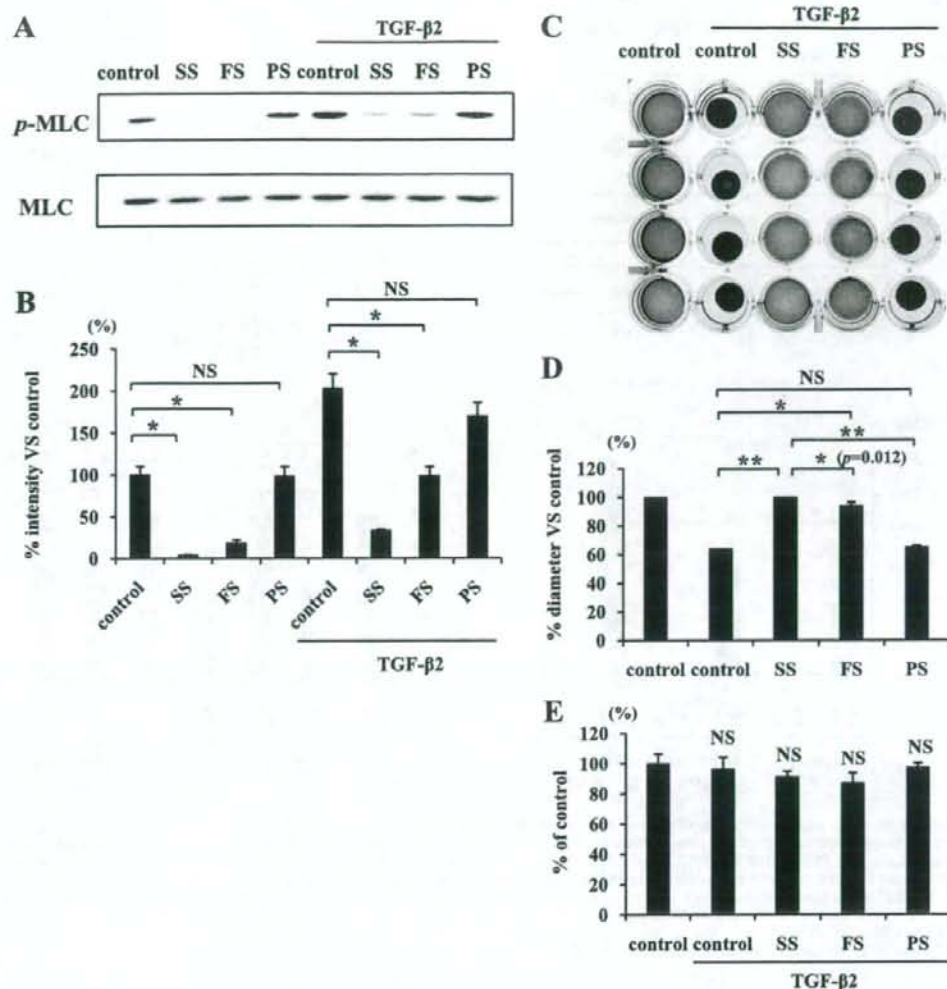 A
TGF-β2
control SS FS PS control SS FS PS
p-MLC
MLC
B
(%)
NS
*
*
NS
*
*
% intensity VS control
250
200
150
100
50
0
control SS FS PS control SS FS PS
TGF-β2
C
TGF-β2
control control SS FS PS
D
NS
*
**
** * (p=0.012)
(%)
% diameter VS control
120
100
80
60
40
20
0
control control SS FS PS
E
(%)
NS NS NS NS
% of control
120
100
80
60
40
20
0
control control SS FS PS
TGF-β2